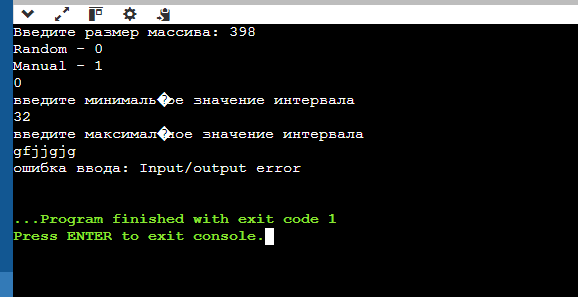 Введите размер массива: 398
Random - 0
Manual - 1
0
введите минималь�ое значение интервала
32
введите максимал�ное значение интервала
gfjjgjg
ошибка ввода: Input/output error
...Program finished with exit code 1
Press ENTER to exit console.